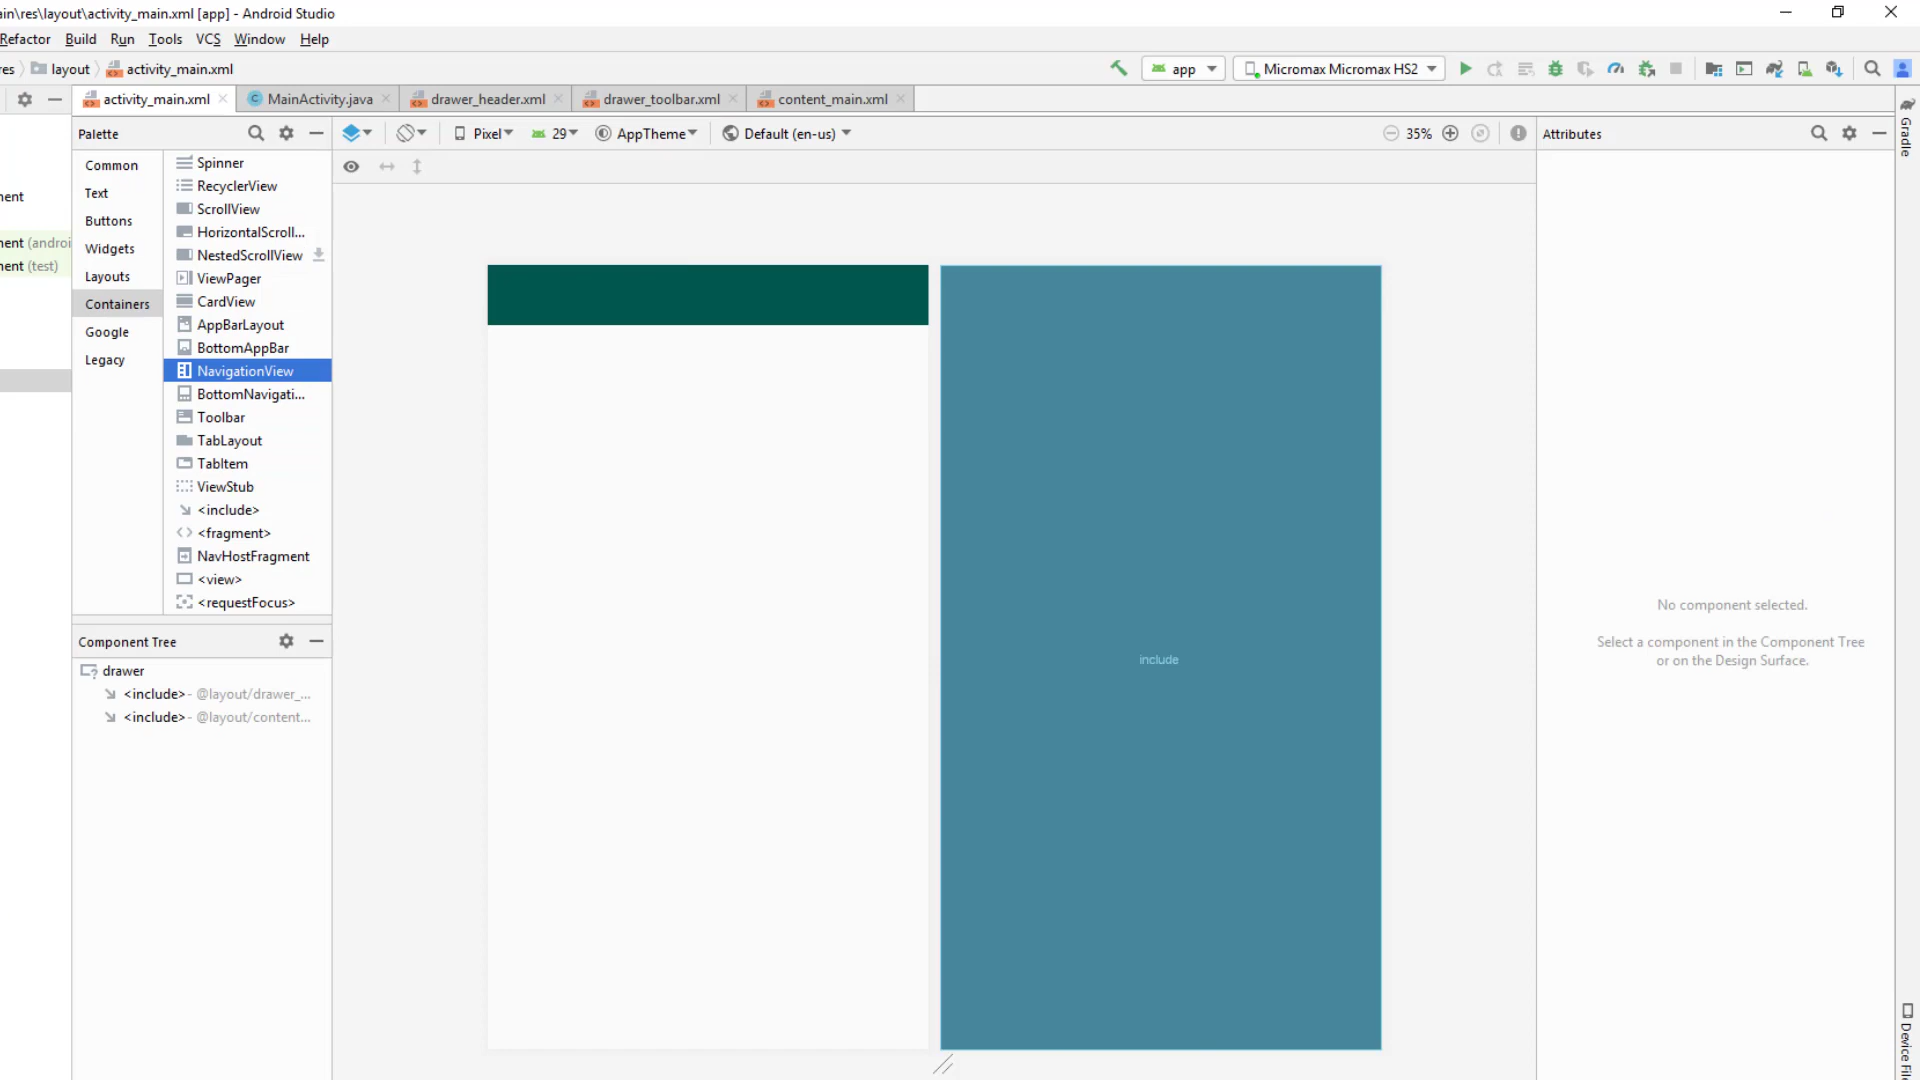 ain\res\layout\activity_main.xml [app] - Android Studio
Refactor Build Run Tools VCS Window Help
res layout activity_main.xml
app Micromax Micromax HS2
activity_main.xml MainActivity.java drawer_header.xml drawer_toolbar.xml content_main.xml
Palette
Pixel 29 AppTheme Default (en-us)
35%
Attributes
Gradle
Common
Text
Buttons
Widgets
Layouts
Containers
Google
Legacy
Spinner
RecyclerView
ScrollView
HorizontalScroll...
NestedScrollView
ViewPager
CardView
AppBarLayout
BottomAppBar
NavigationView
BottomNavigati...
Toolbar
TabLayout
TabItem
ViewStub
<include>
<fragment>
NavHostFragment
<view>
<requestFocus>
nent
nent (androi
nent (test)
Component Tree
drawer
<include> - @layout/drawer_...
<include> - @layout/content...
include
No component selected.
Select a component in the Component Tree
or on the Design Surface.
Device File